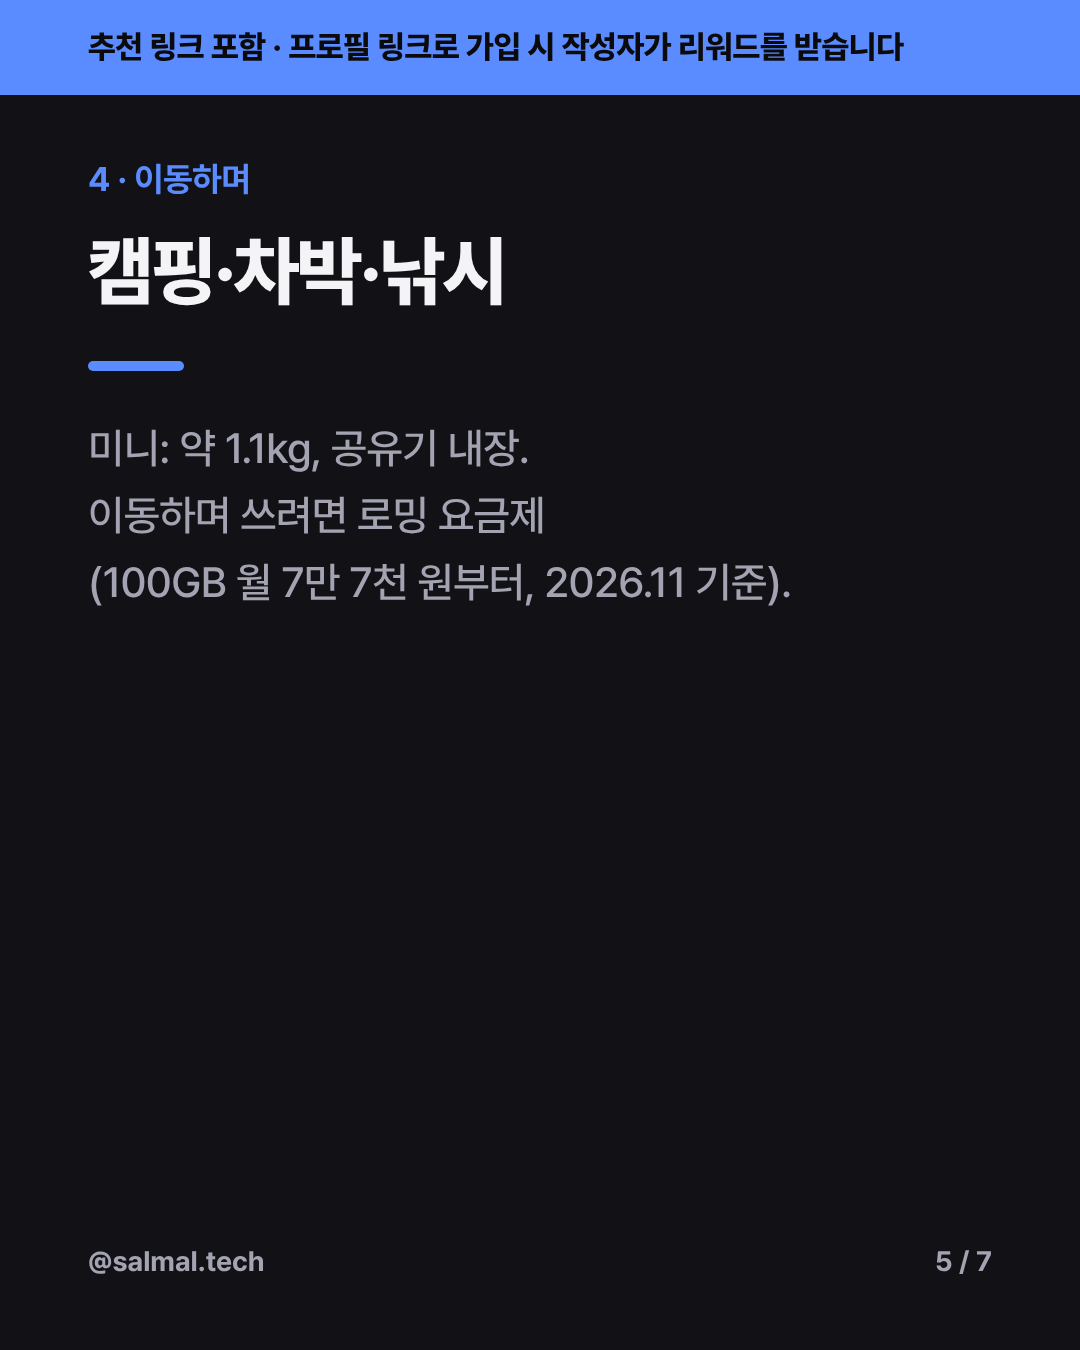 추천 링크 포함 · 프로필 링크로 가입 시 작성자가 리워드를 받습니다
4 · 이동하며
캠핑·차박·낚시
미니: 약 1.1kg, 공유기 내장.
이동하며 쓰려면 로밍 요금제
(100GB 월 7만 7천 원부터, 2026.11 기준).
@salmal.tech
5 / 7